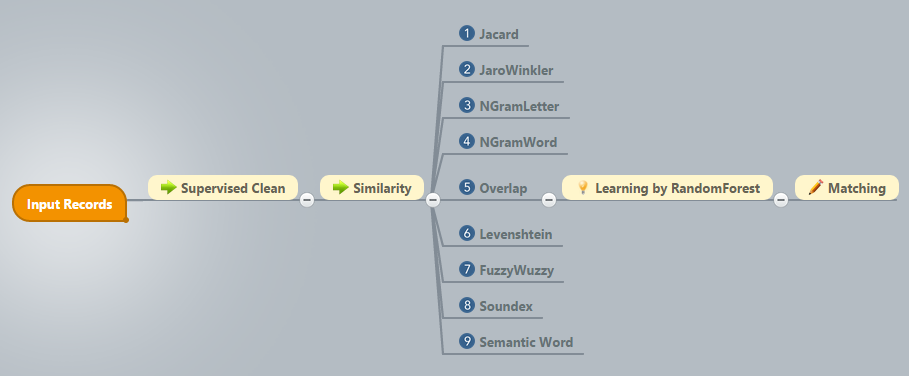 Input Records
Supervised Clean
Similarity
1 Jacard
2 JaroWinkler
3 NGramLetter
4 NGramWord
5 Overlap
6 Levenshtein
7 FuzzyWuzzy
8 Soundex
9 Semantic Word
Learning by RandomForest
Matching